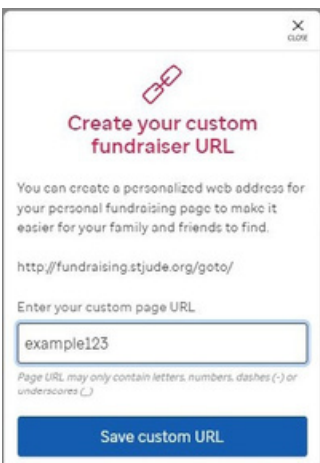 CLOSE
Create your custom
fundraiser URL
You can create a personalized web address for
your personal fundraising page to make it
easier for your family and friends to find.
http://fundraising.stjude.org/goto/
Enter your custom page URL
example123
Page URL may only contain letters, numbers, dashes (-) or
underscores (_)
Save custom URL